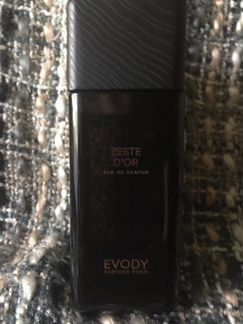 ZESTE
D'OR
EAU DE PARFUM
EVODY
PARFUMS PARIS